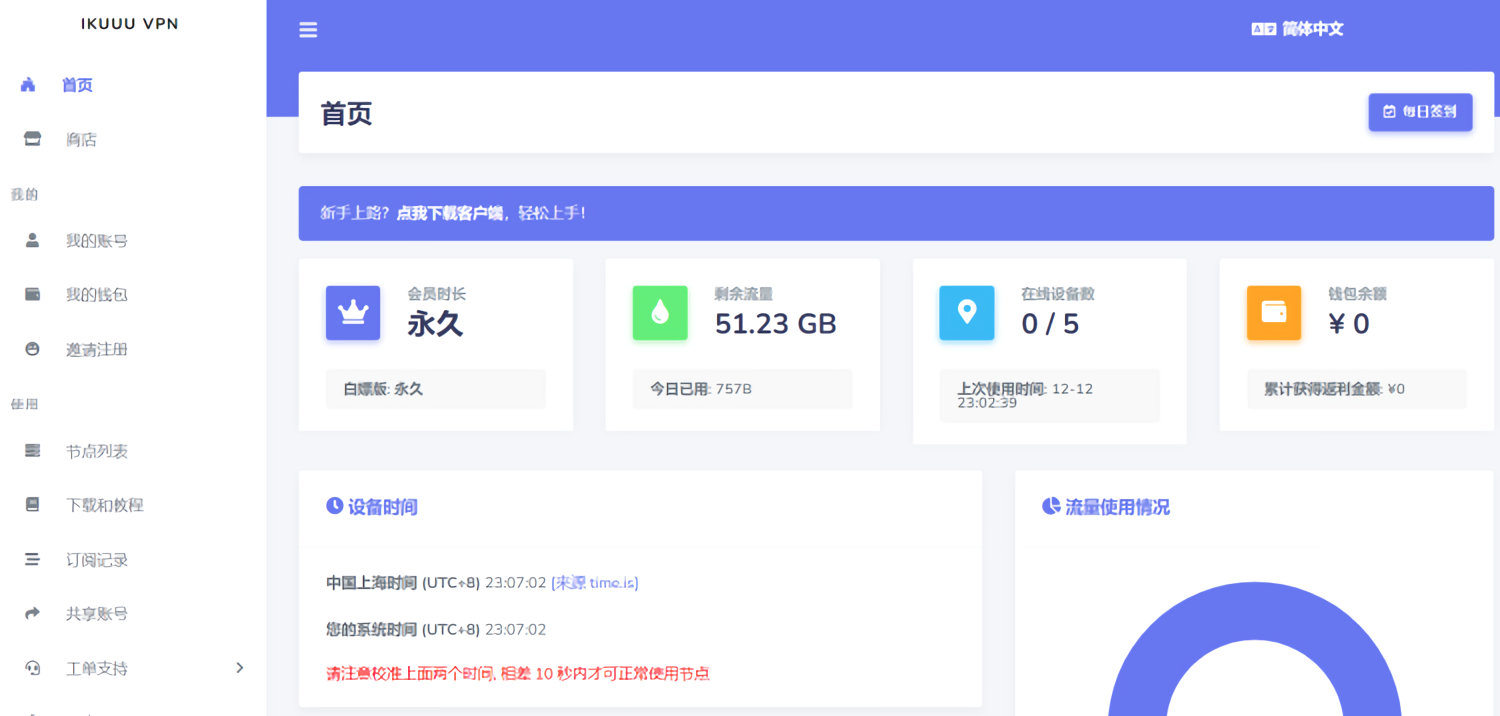 IKUUU VPN
简体中文
首页
商店
我的
我的账号
我的钱包
邀请注册
使用
节点列表
下载和教程
订阅记录
共享账号
工单支持
首页
每日签到
新手上路？点我下载客户端，轻松上手！
会员时长
永久
白嫖版: 永久
剩余流量
51.23 GB
今日已用: 757B
在线设备数
0 / 5
上次使用时间: 12-12
23:02:39
钱包余额
¥ 0
累计获得返利金额: ¥0
设备时间
中国上海时间 (UTC+8) 23:07:02 (来源 time.is)
您的系统时间 (UTC+8) 23:07:02
请注意校准上面两个时间, 相差 10 秒内才可正常使用节点
流量使用情况